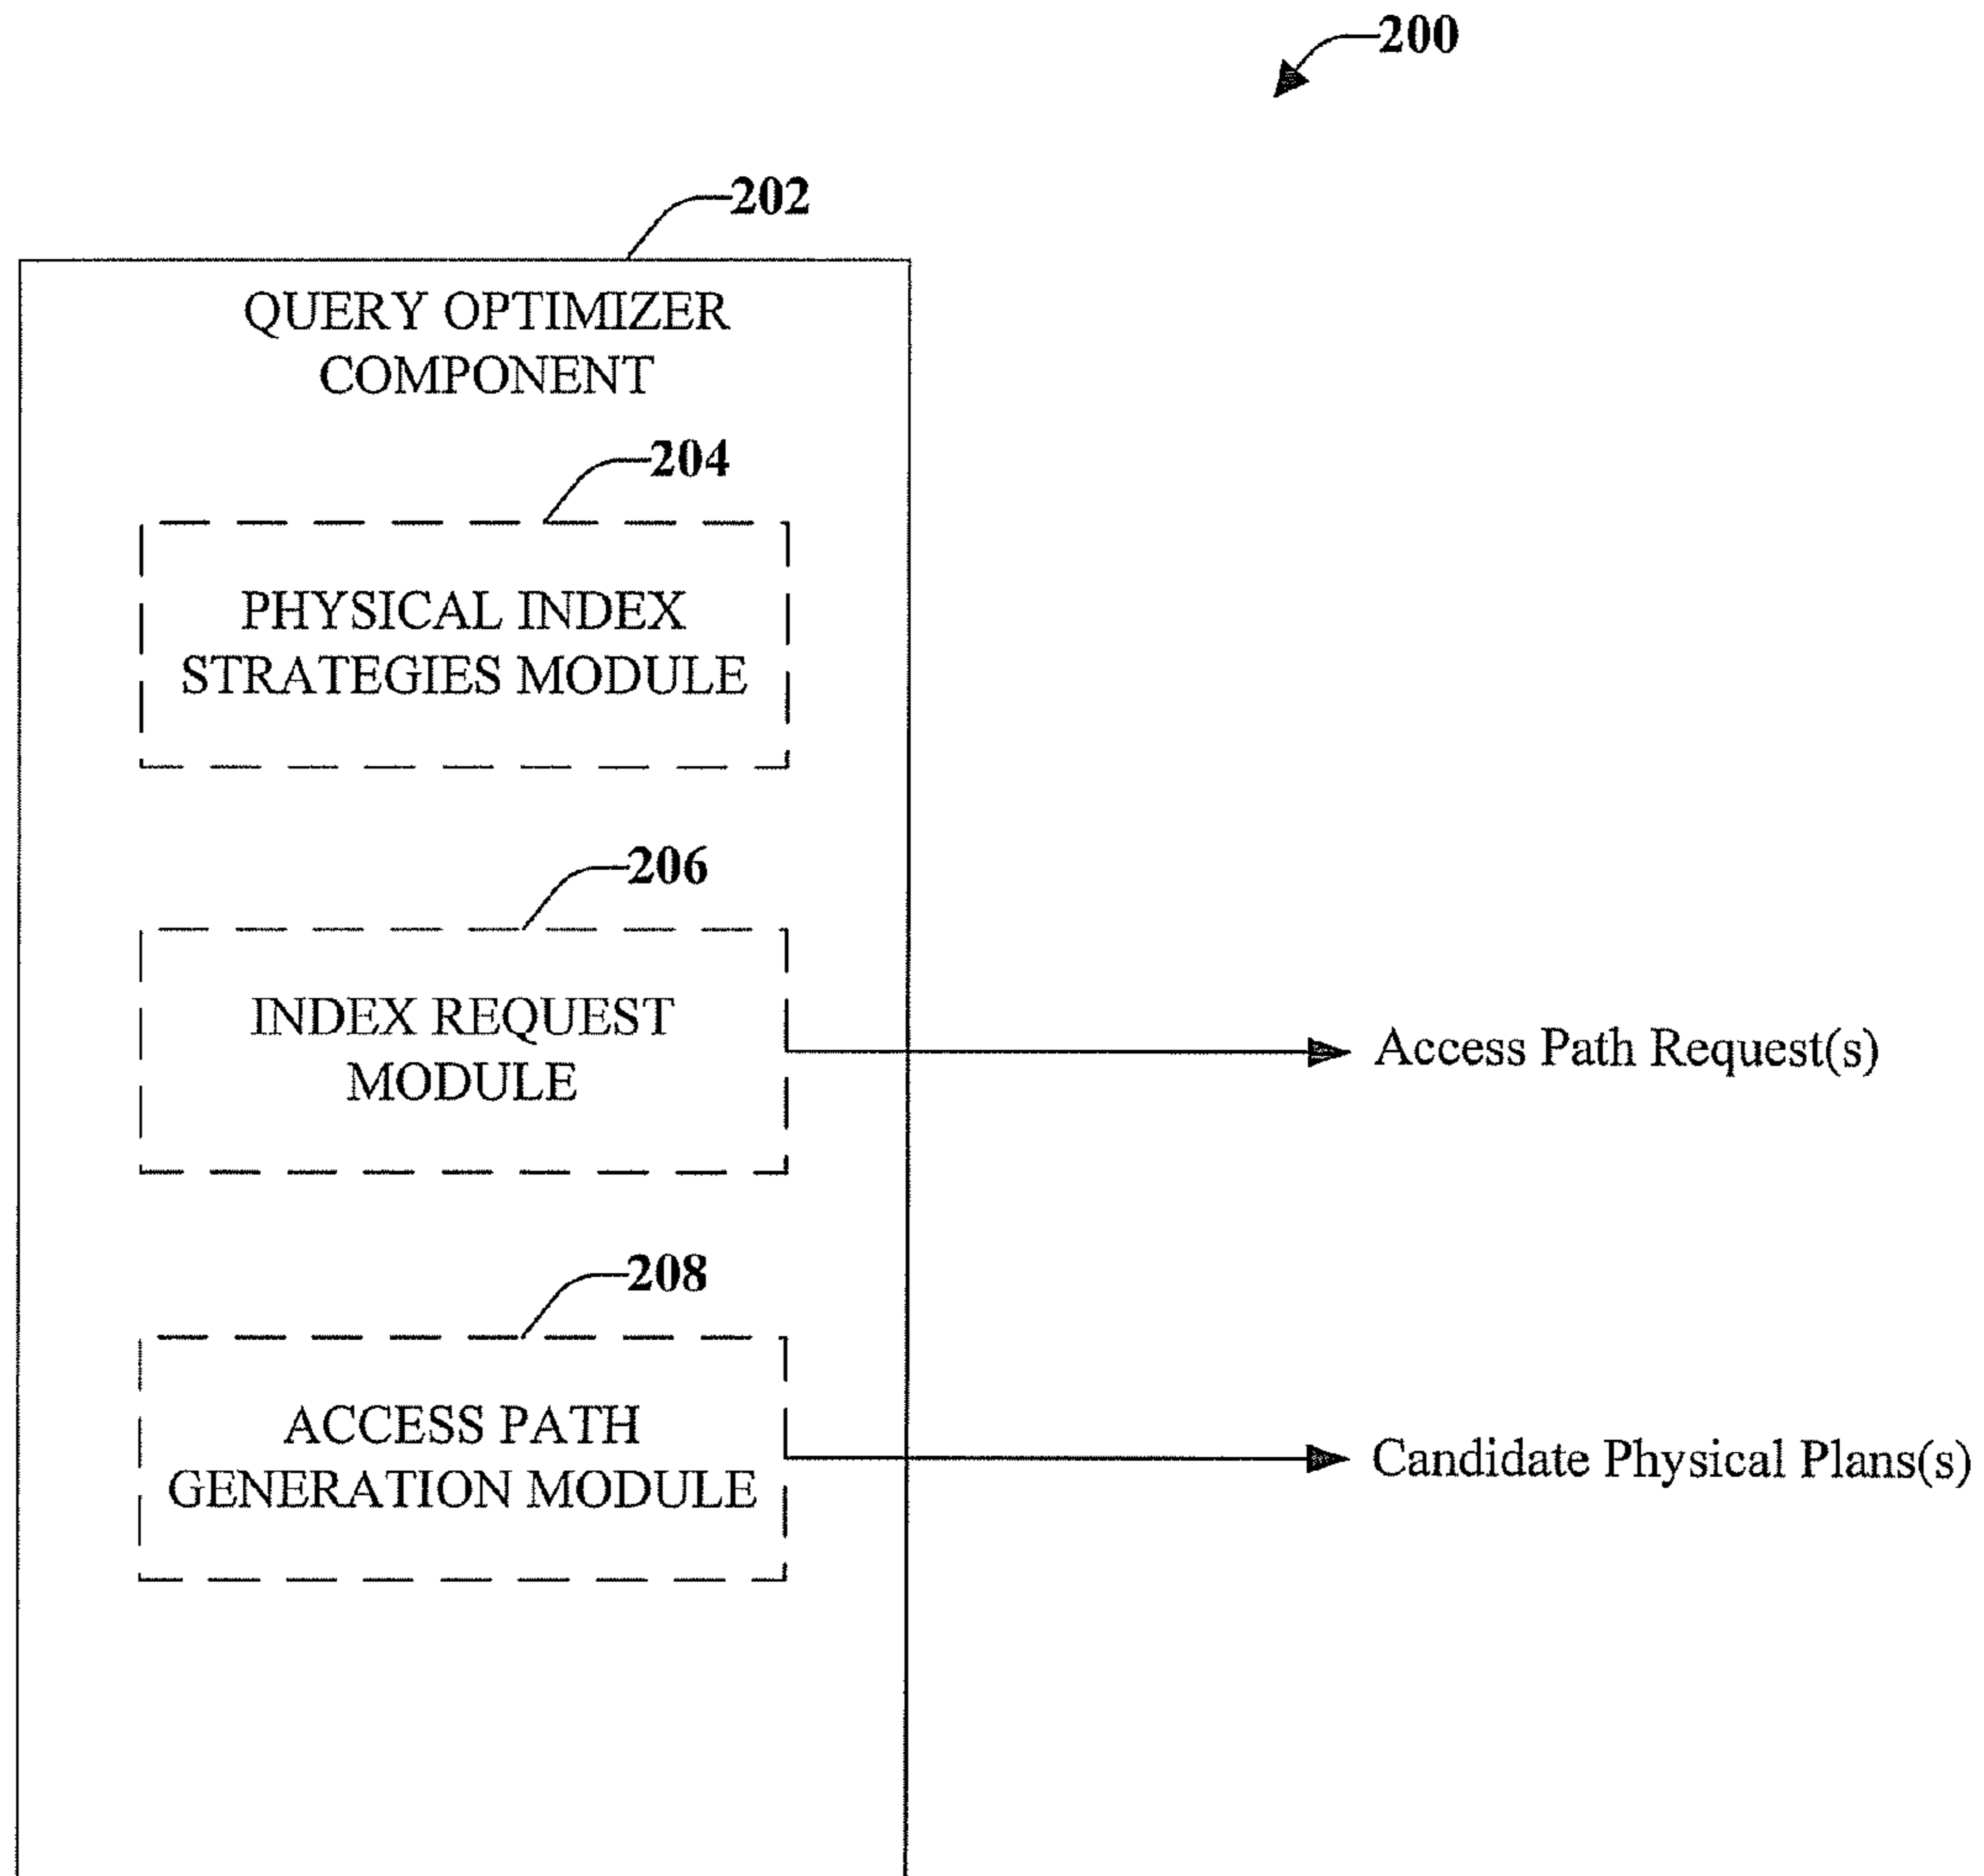 200
202
QUERY OPTIMIZER
COMPONENT
204
PHYSICAL INDEX
STRATEGIES MODULE
206
INDEX REQUEST
MODULE
Access Path Request(s)
208
ACCESS PATH
GENERATION MODULE
Candidate Physical Plans(s)